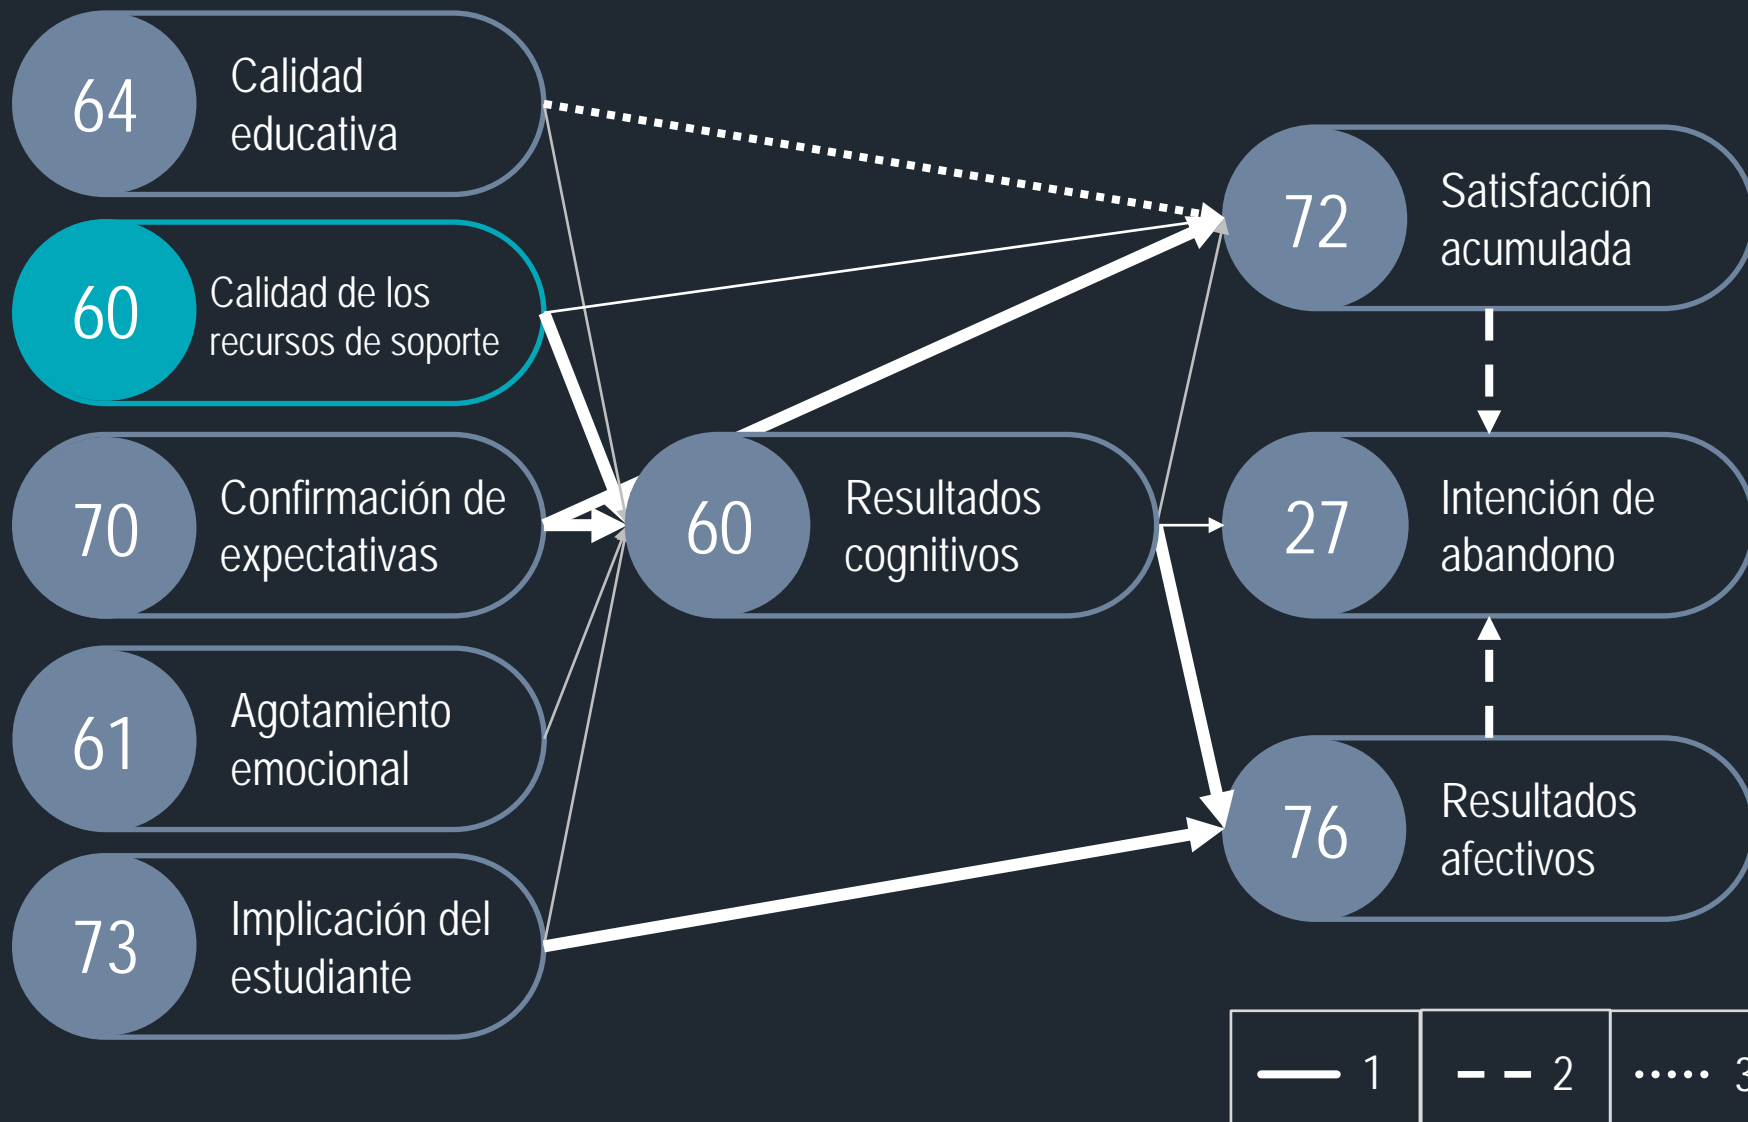 64
Calidad
educativa
60
Calidad de los
recursos de soporte
70
Confirmación de
expectativas
61
Agotamiento
emocional
73
Implicación del
estudiante
60
Resultados
cognitivos
72
Satisfacción
acumulada
27
Intención de
abandono
76
Resultados
afectivos
1
2
3